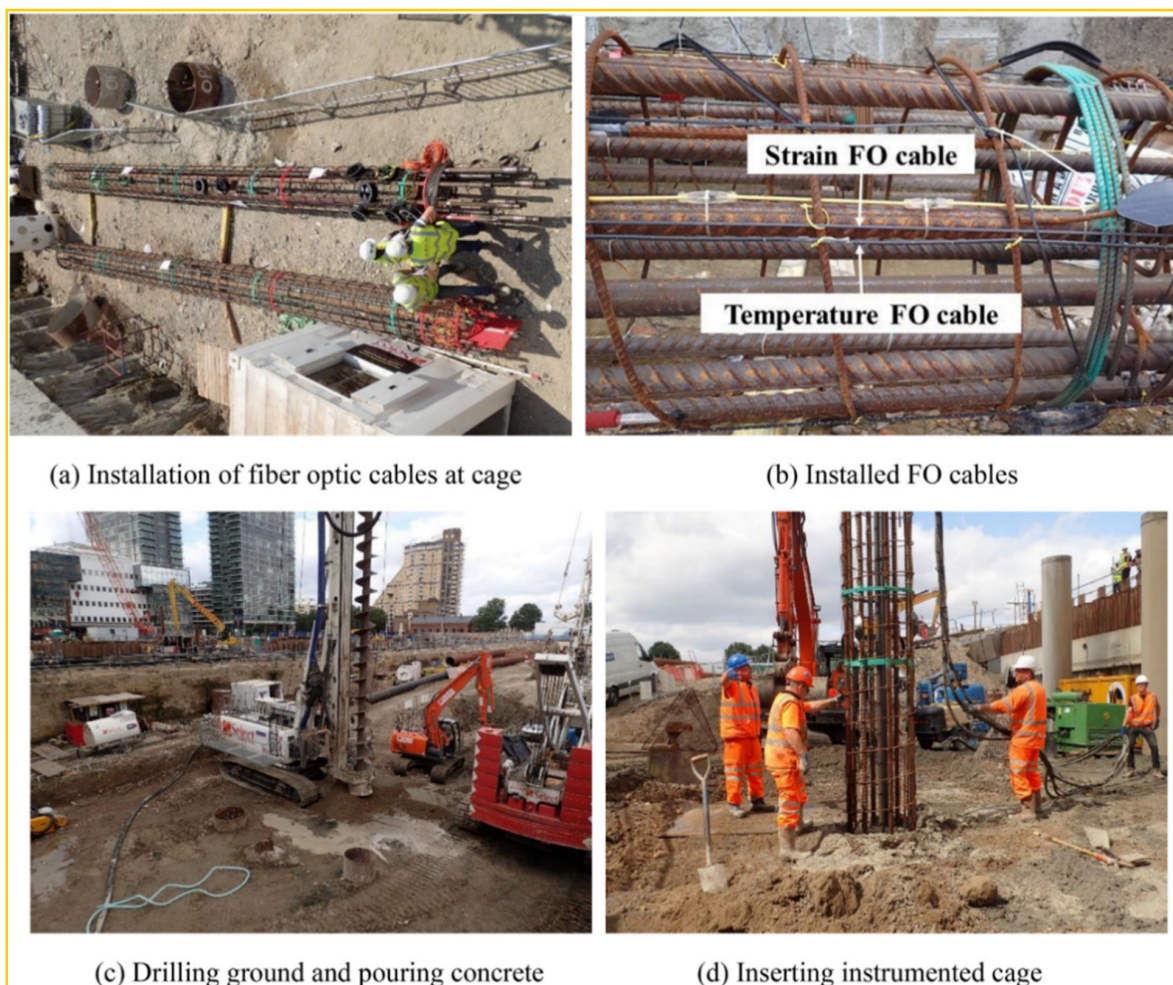 Strain FO cable
Temperature FO cable
(a) Installation of fiber optic cables at cage
(b) Installed FO cables
(c) Drilling ground and pouring concrete
(d) Inserting instrumented cage